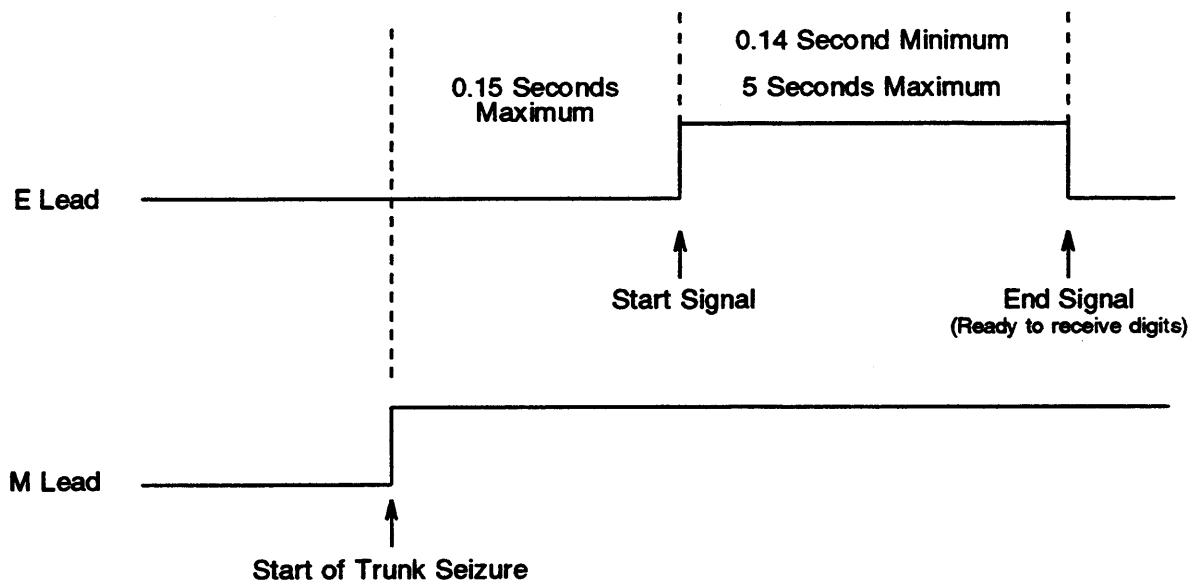 0.14 Second Minimum
0.15 Seconds
Maximum
5 Seconds Maximum
E Lead
Start Signal
End Signal
(Ready to receive digits)
M Lead
Start of Trunk Seizure